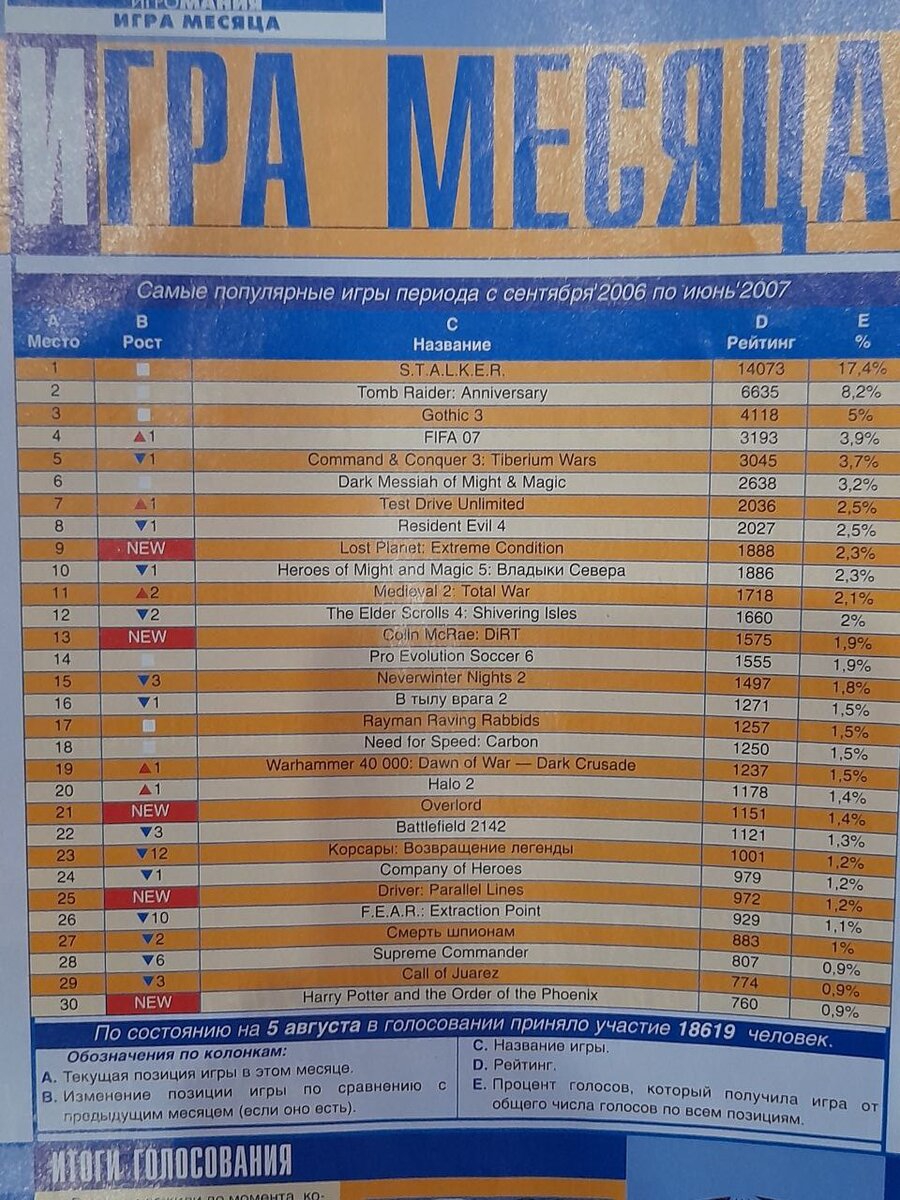 ИГРОМАНИЯ
ИГРА МЕСЯЦА
ИГРА МЕСЯЦА
Самые популярные игры периода с сентября'2006 по июнь'2007
A B C D E
Место Рост Название Рейтинг %
1 S.T.A.L.K.E.R. 14073 17,4%
2 Tomb Raider: Anniversary 6635 8,2%
3 Gothic 3 4118 5%
4 ▲1 FIFA 07 3193 3,9%
5 ▼1 Command & Conquer 3: Tiberium Wars 3045 3,7%
6 Dark Messiah of Might & Magic 2638 3,2%
7 ▲1 Test Drive Unlimited 2036 2,5%
8 ▼1 Resident Evil 4 2027 2,5%
9 NEW Lost Planet: Extreme Condition 1888 2,3%
10 ▼1 Heroes of Might and Magic 5: Владыки Севера 1886 2,3%
11 ▲2 Medieval 2: Total War 1718 2,1%
12 ▼2 The Elder Scrolls 4: Shivering Isles 1660 2%
13 NEW Colin McRae: DiRT 1575 1,9%
14 Pro Evolution Soccer 6 1555 1,9%
15 ▼3 Neverwinter Nights 2 1497 1,8%
16 ▼1 В тылу врага 2 1271 1,5%
17 Rayman Raving Rabbids 1257 1,5%
18 Need for Speed: Carbon 1250 1,5%
19 ▲1 Warhammer 40 000: Dawn of War — Dark Crusade 1237 1,5%
20 ▲1 Halo 2 1178 1,4%
21 NEW Overlord 1151 1,4%
22 ▼3 Battlefield 2142 1121 1,3%
23 ▼12 Корсары: Возвращение легенды 1001 1,2%
24 ▼1 Company of Heroes 979 1,2%
25 NEW Driver: Parallel Lines 972 1,2%
26 ▼10 F.E.A.R.: Extraction Point 929 1,1%
27 ▼2 Смерть шпионам 883 1%
28 ▼6 Supreme Commander 807 0,9%
29 ▼3 Call of Juarez 774 0,9%
30 NEW Harry Potter and the Order of the Phoenix 760 0,9%
По состоянию на 5 августа в голосовании приняло участие 18619 человек.
Обозначения по колонкам:
A. Текущая позиция игры в этом месяце.
B. Изменение позиции игры по сравнению с
предыдущим месяцем (если оно есть).
C. Название игры.
D. Рейтинг.
E. Процент голосов, который получила игра от
общего числа голосов по всем позициям.
ИТОГИ ГОЛОСОВАНИЯ
до момента, ко-